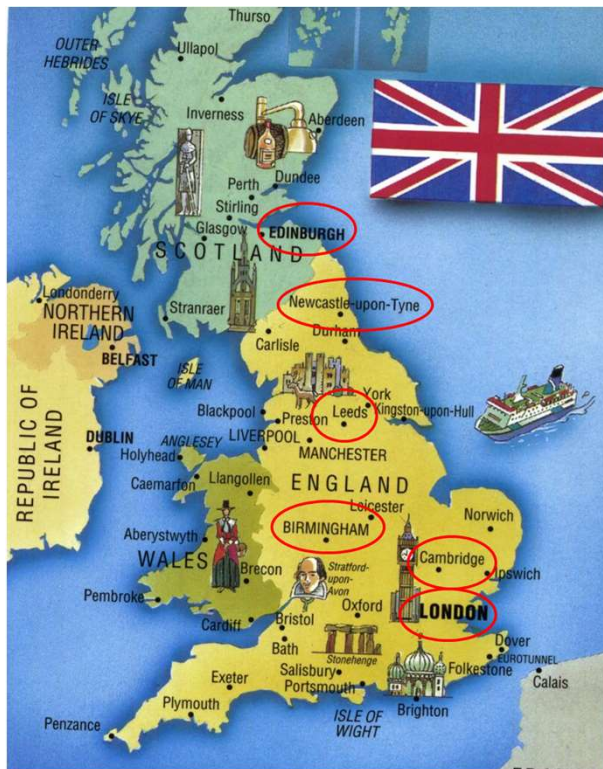 Thurso
OUTER
HEBRIDES
Ullapol
ISLE
OF SKYE
Inverness
Aberdeen
Dundee
Perth
Stirling
Glasgow
EDINBURGH
SCOTLAND
Londonderry
NORTHERN
IRELAND
BELFAST
Stranraer
Newcastle-upon-Tyne
Durham
Carlisle
ISLE
OF MAN
REPUBLIC OF
IRELAND
DUBLIN
Blackpool
Preston
Leeds
York
Kingston-upon-Hull
ANGLESEY
LIVERPOOL
MANCHESTER
Holyhead
Caernarfon
Llangollen
ENGLAND
Leicester
Norwich
BIRMINGHAM
Aberystwyth
WALES
Cambridge
Ipswich
Stratford-
upon-
Avon
Brecon
Pembroke
Oxford
LONDON
Cardiff
Bristol
Bath
Stonehenge
Dover
EUROTUNNEL
Folkestone
Calais
Salisbury
Portsmouth
Exeter
Brighton
Plymouth
ISLE OF
WIGHT
Penzance